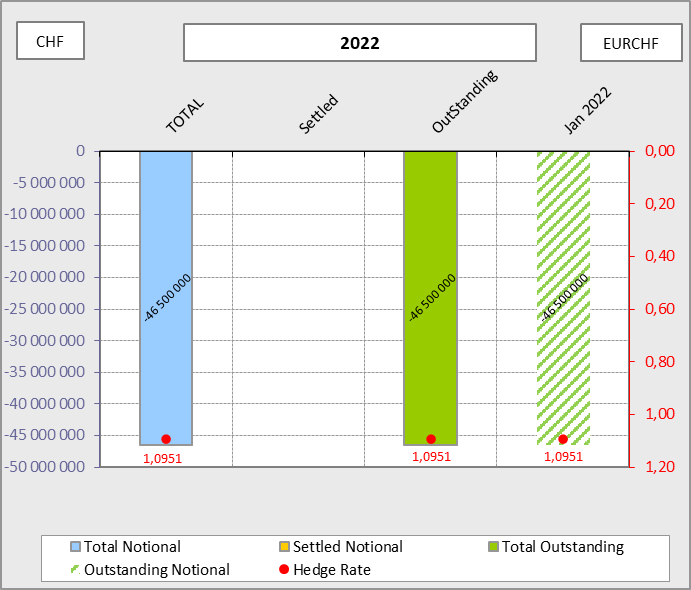 CHF
2022
EURCHF
TOTAL
Settled
OutStanding
Jan 2022
0
-5 000 000
-10 000 000
-15 000 000
-20 000 000
-25 000 000
-30 000 000
-35 000 000
-40 000 000
-45 000 000
-50 000 000
-46 500 000
-46 500 000
-46 500 000
1,0951
1,0951
1,0951
0,00
0,20
0,40
0,60
0,80
1,00
1,20
Total Notional
Settled Notional
Total Outstanding
Outstanding Notional
Hedge Rate